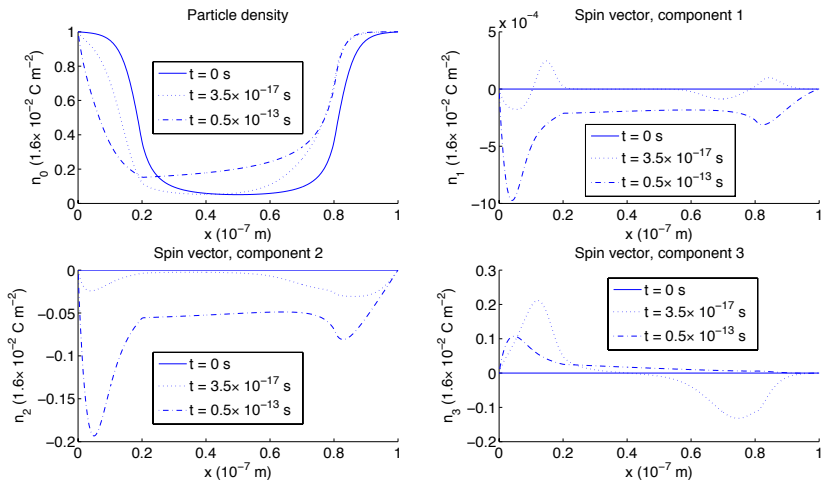 Particle density
1
0.8
0.6
0.4
0.2
0
n₀ (1.6× 10⁻² C m⁻²)
t = 0 s
t = 3.5× 10⁻¹⁷ s
t = 0.5× 10⁻¹³ s
0 0.2 0.4 0.6 0.8 1
x (10⁻⁷ m)
Spin vector, component 1
x 10⁻⁴
5
0
−5
−10
n₁ (1.6× 10⁻² C m⁻²)
t = 0 s
t = 3.5× 10⁻¹⁷ s
t = 0.5× 10⁻¹³ s
0 0.2 0.4 0.6 0.8 1
x (10⁻⁷ m)
Spin vector, component 2
0
−0.05
−0.1
−0.15
−0.2
n₂ (1.6× 10⁻² C m⁻²)
t = 0 s
t = 3.5× 10⁻¹⁷ s
t = 0.5× 10⁻¹³ s
0 0.2 0.4 0.6 0.8 1
x (10⁻⁷ m)
Spin vector, component 3
0.3
0.2
0.1
0
−0.1
−0.2
n₃ (1.6× 10⁻² C m⁻²)
t = 0 s
t = 3.5× 10⁻¹⁷ s
t = 0.5× 10⁻¹³ s
0 0.2 0.4 0.6 0.8 1
x (10⁻⁷ m)